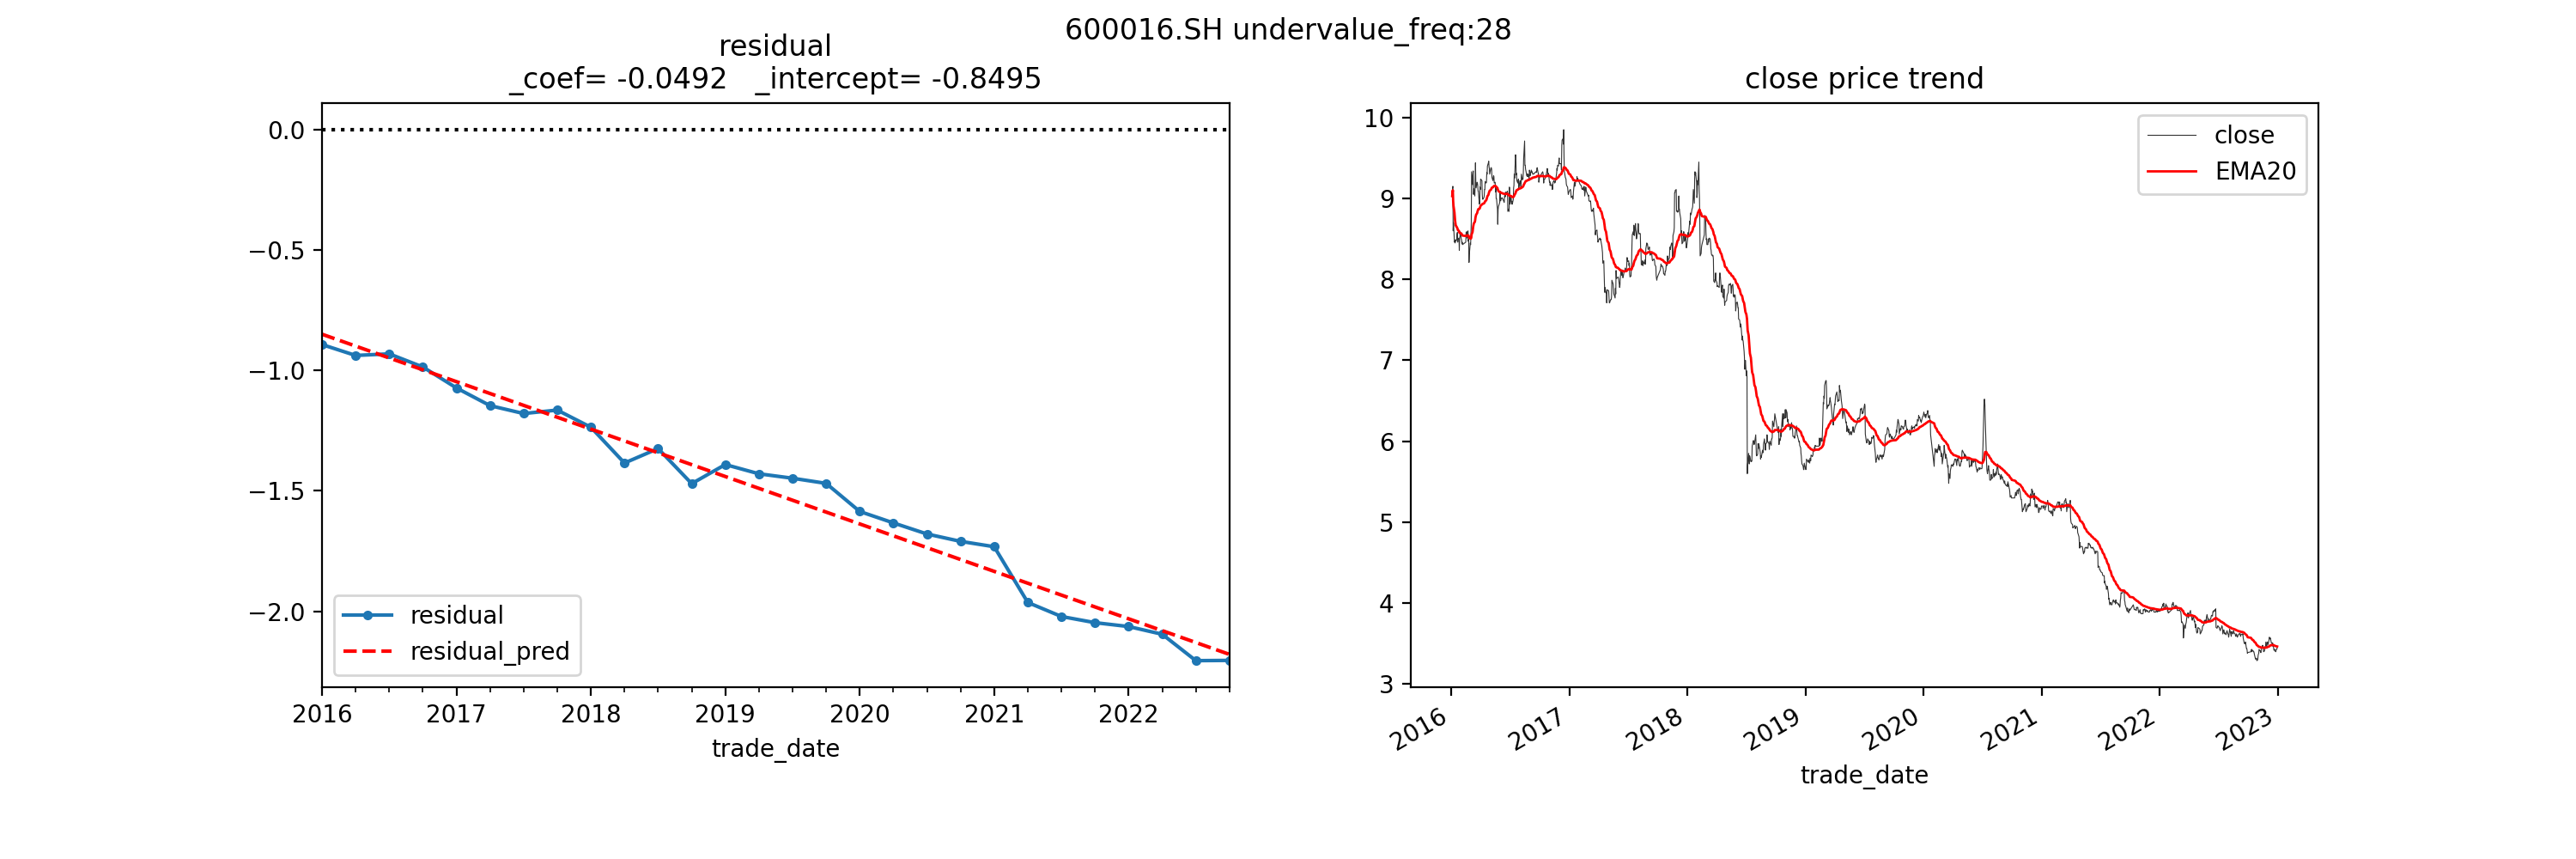 600016.SH undervalue_freq:28
residual
_coef= -0.0492   _intercept= -0.8495
0.0
−0.5
−1.0
−1.5
−2.0
residual
residual_pred
2016 2017 2018 2019 2020 2021 2022
trade_date
close price trend
10
9
8
7
6
5
4
3
close
EMA20
2016 2017 2018 2019 2020 2021 2022 2023
trade_date